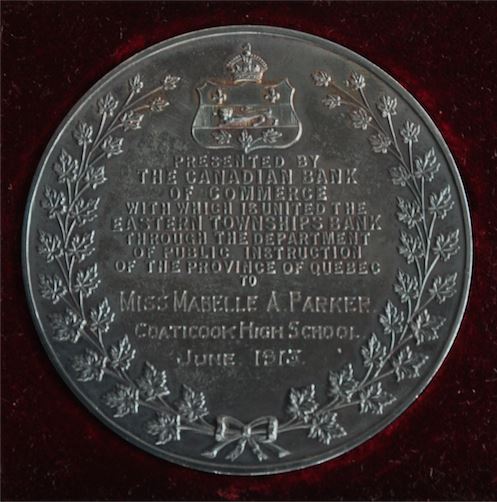 PRESENTED BY
THE CANADIAN BANK
OF COMMERCE
WITH WHICH IS UNITED THE
EASTERN TOWNSHIPS BANK
THROUGH THE DEPARTMENT
OF PUBLIC INSTRUCTION
OF THE PROVINCE OF QUEBEC
TO
MISS MABELLE A. PARKER
COATICOOK HIGH SCHOOL
JUNE